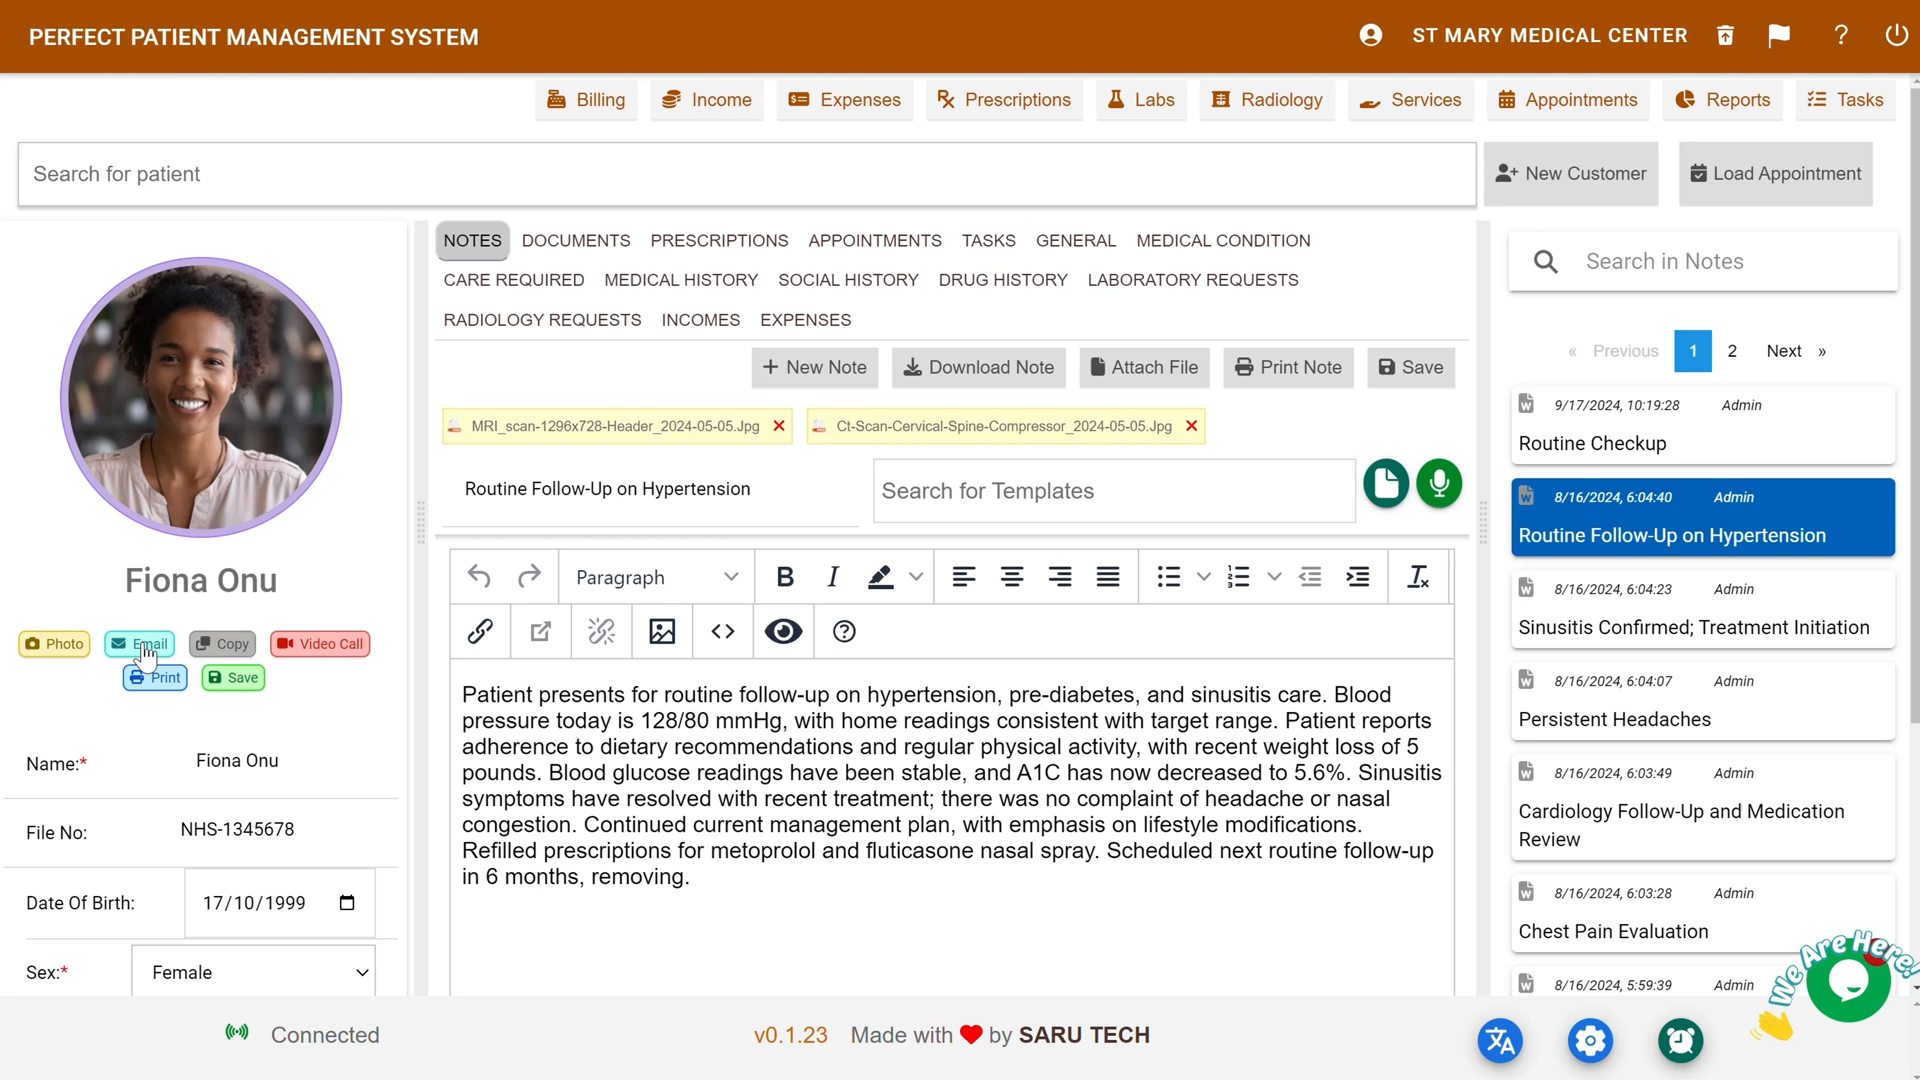 PERFECT PATIENT MANAGEMENT SYSTEM
ST MARY MEDICAL CENTER
Billing Income Expenses Prescriptions Labs Radiology Services Appointments Reports Tasks
Search for patient
New Customer
Load Appointment
Fiona Onu
Photo Email Copy Video Call
Print Save
Name:* Fiona Onu
File No: NHS-1345678
Date Of Birth: 17/10/1999
Sex:* Female
NOTES DOCUMENTS PRESCRIPTIONS APPOINTMENTS TASKS GENERAL MEDICAL CONDITION
CARE REQUIRED MEDICAL HISTORY SOCIAL HISTORY DRUG HISTORY LABORATORY REQUESTS
RADIOLOGY REQUESTS INCOMES EXPENSES
+ New Note Download Note Attach File Print Note Save
MRI_scan-1296x728-Header_2024-05-05.Jpg Ct-Scan-Cervical-Spine-Compressor_2024-05-05.Jpg
Routine Follow-Up on Hypertension
Search for Templates
Paragraph
Patient presents for routine follow-up on hypertension, pre-diabetes, and sinusitis care. Blood
pressure today is 128/80 mmHg, with home readings consistent with target range. Patient reports
adherence to dietary recommendations and regular physical activity, with recent weight loss of 5
pounds. Blood glucose readings have been stable, and A1C has now decreased to 5.6%. Sinusitis
symptoms have resolved with recent treatment; there was no complaint of headache or nasal
congestion. Continued current management plan, with emphasis on lifestyle modifications.
Refilled prescriptions for metoprolol and fluticasone nasal spray. Scheduled next routine follow-up
in 6 months, removing.
Search in Notes
« Previous 1 2 Next »
9/17/2024, 10:19:28 Admin
Routine Checkup
8/16/2024, 6:04:40 Admin
Routine Follow-Up on Hypertension
8/16/2024, 6:04:23 Admin
Sinusitis Confirmed; Treatment Initiation
8/16/2024, 6:04:07 Admin
Persistent Headaches
8/16/2024, 6:03:49 Admin
Cardiology Follow-Up and Medication
Review
8/16/2024, 6:03:28 Admin
Chest Pain Evaluation
8/16/2024, 5:59:39 Admin
We Are Here!
Connected
v0.1.23 Made with ❤ by SARU TECH